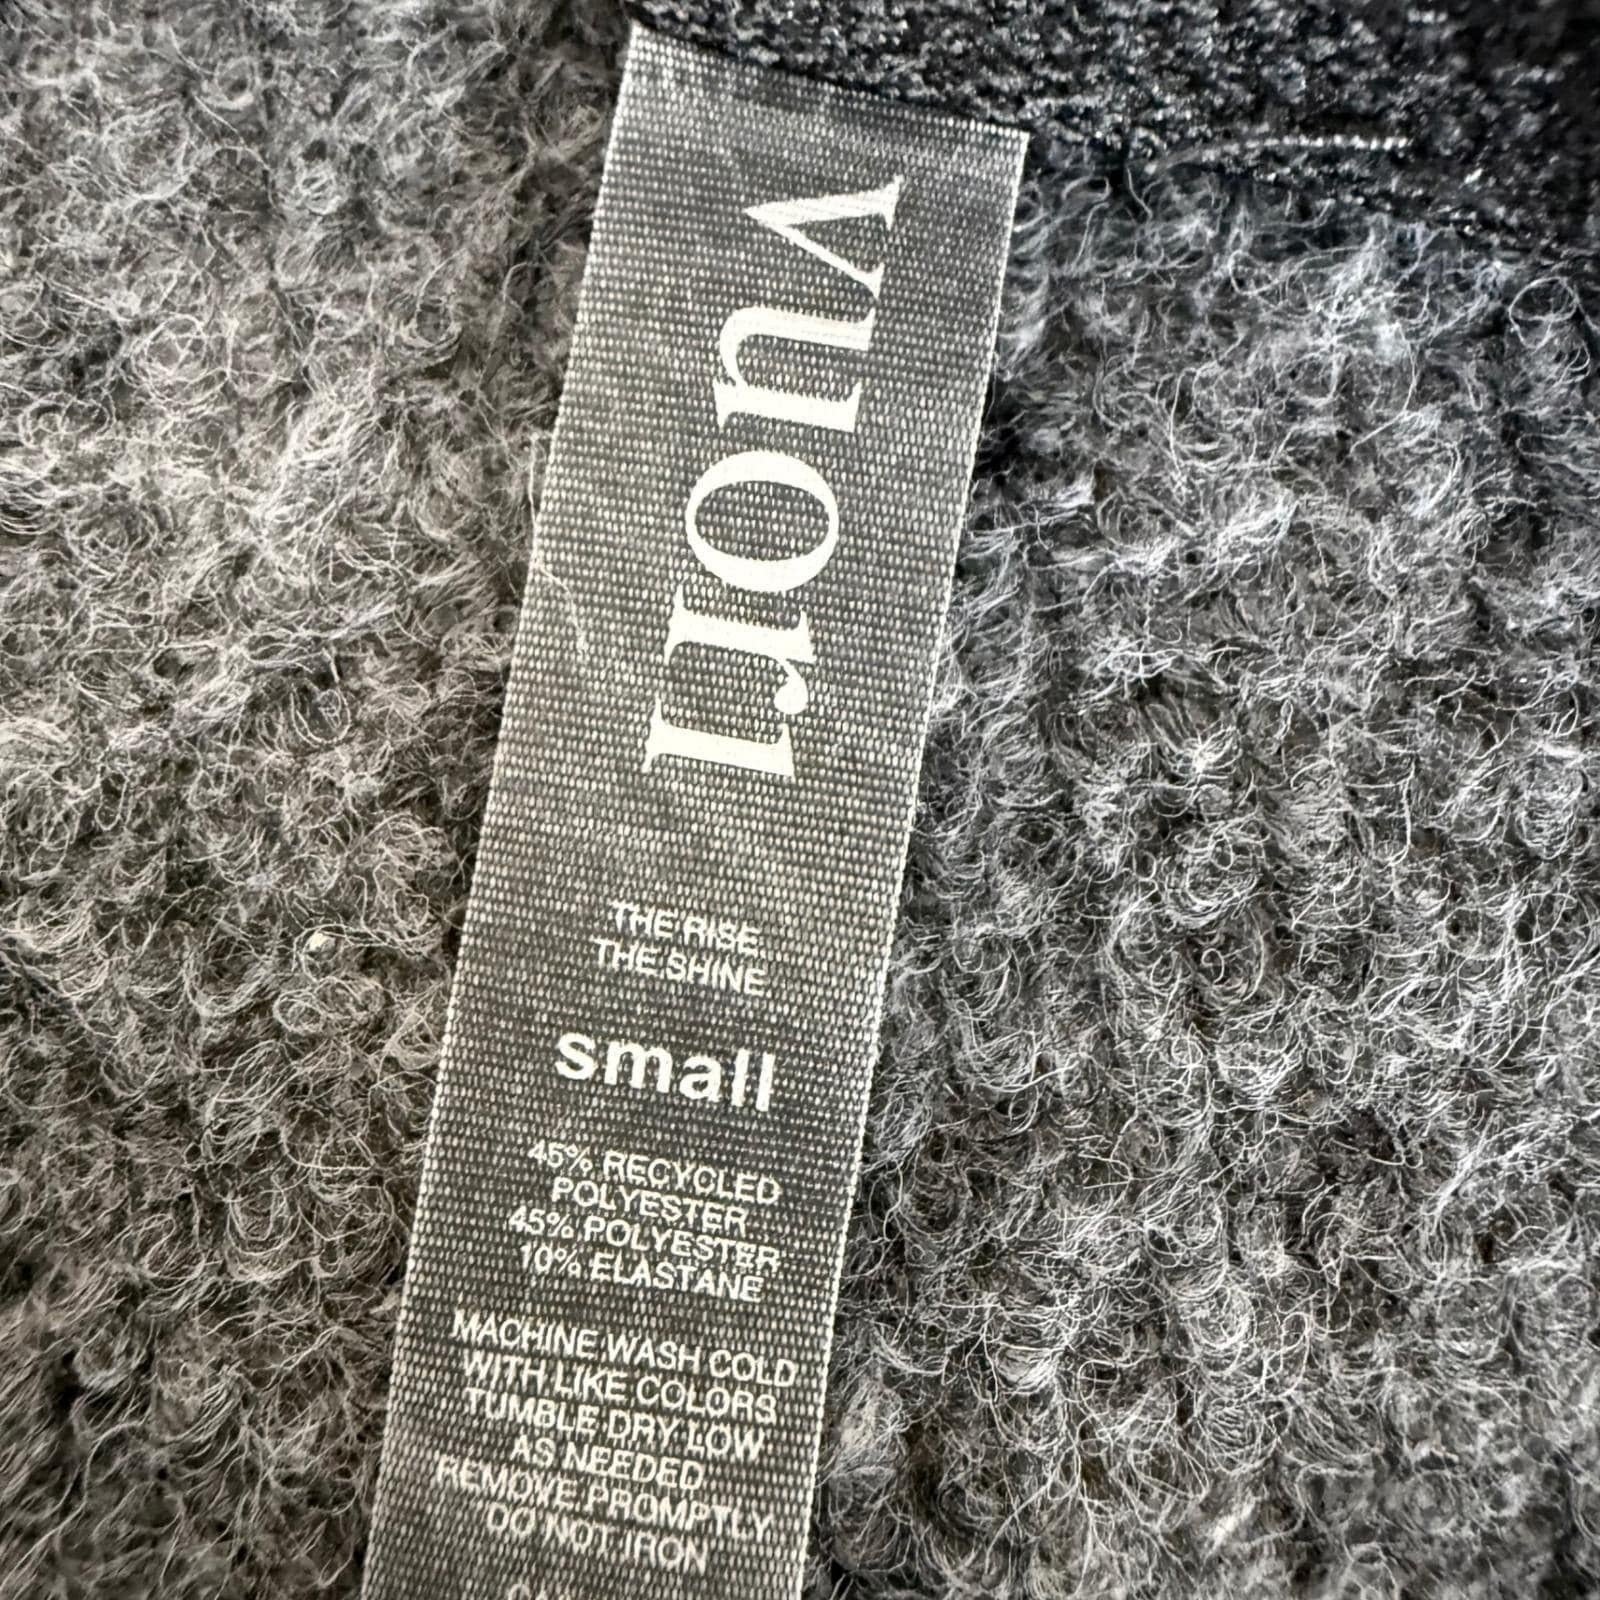 vuori
THE RISE
THE SHINE
small
45% RECYCLED
POLYESTER
45% POLYESTER
10% ELASTANE
MACHINE WASH COLD
WITH LIKE COLORS
TUMBLE DRY LOW
AS NEEDED
REMOVE PROMPTLY
DO NOT IRON